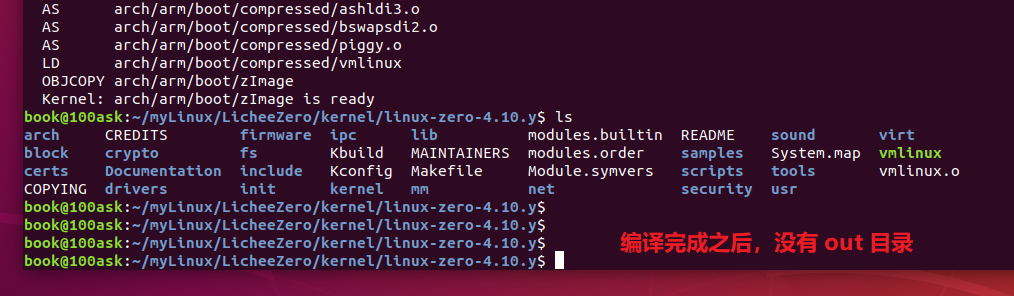 AS      arch/arm/boot/compressed/ashldi3.o
AS      arch/arm/boot/compressed/bswapsdi2.o
AS      arch/arm/boot/compressed/piggy.o
LD      arch/arm/boot/compressed/vmlinux
OBJCOPY arch/arm/boot/zImage
Kernel: arch/arm/boot/zImage is ready
book@100ask:~/myLinux/LicheeZero/kernel/linux-zero-4.10.y$ ls
arch     CREDITS        firmware  ipc      lib          modules.builtin  README    sound       virt
block    crypto         fs        Kbuild   MAINTAINERS  modules.order    samples   System.map  vmlinux
certs    Documentation  include   Kconfig  Makefile     Module.symvers   scripts   tools       vmlinux.o
COPYING  drivers        init      kernel   mm           net              security  usr
book@100ask:~/myLinux/LicheeZero/kernel/linux-zero-4.10.y$
book@100ask:~/myLinux/LicheeZero/kernel/linux-zero-4.10.y$
book@100ask:~/myLinux/LicheeZero/kernel/linux-zero-4.10.y$
book@100ask:~/myLinux/LicheeZero/kernel/linux-zero-4.10.y$
编译完成之后，没有 out 目录